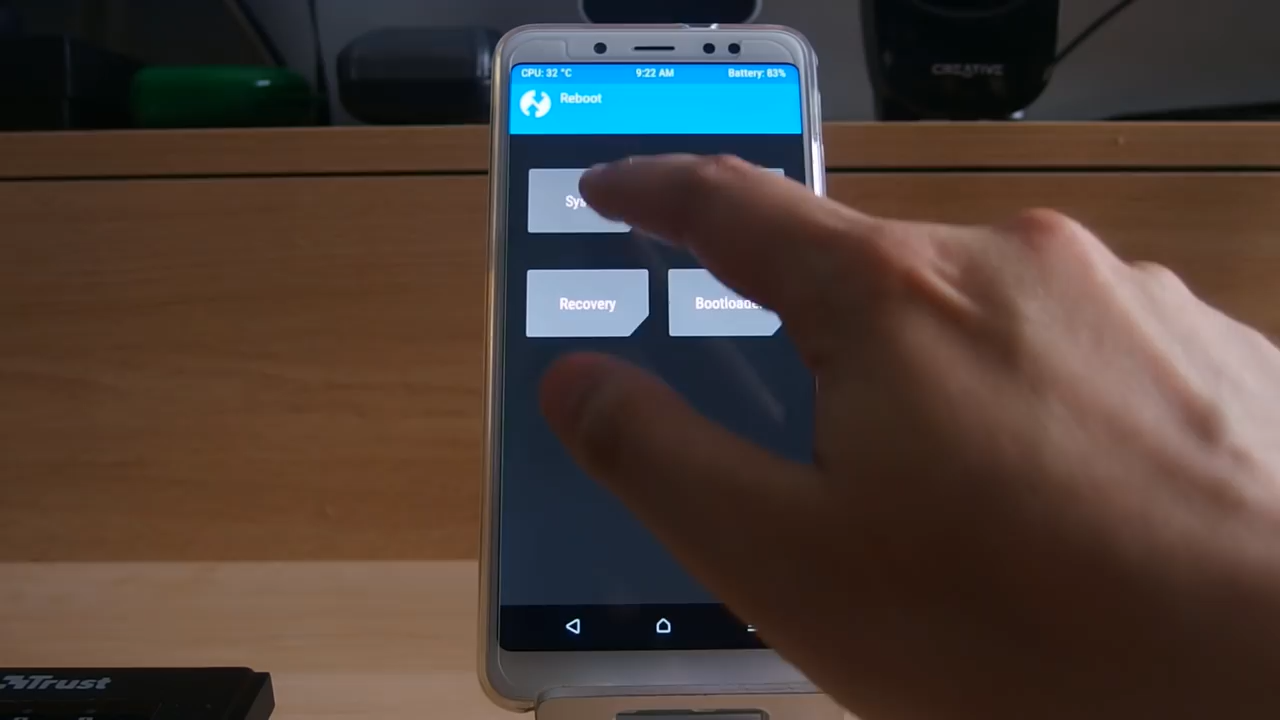 CREATIVE
CPU: 32 °C 9:22 AM Battery: 83%
Reboot
Recovery
Trust